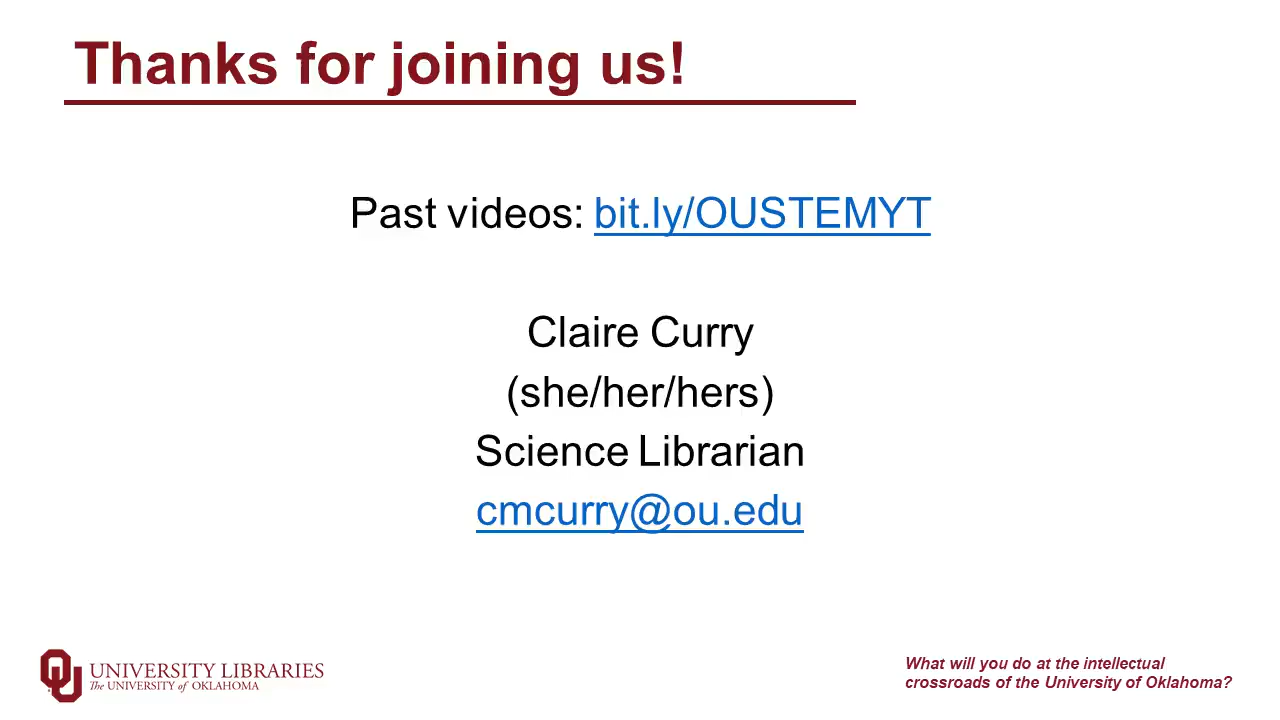 Thanks for joining us!
Past videos: bit.ly/OUSTEMYT
Claire Curry
(she/her/hers)
Science Librarian
cmcurry@ou.edu
OU
UNIVERSITY LIBRARIES
The UNIVERSITY of OKLAHOMA
What will you do at the intellectual
crossroads of the University of Oklahoma?